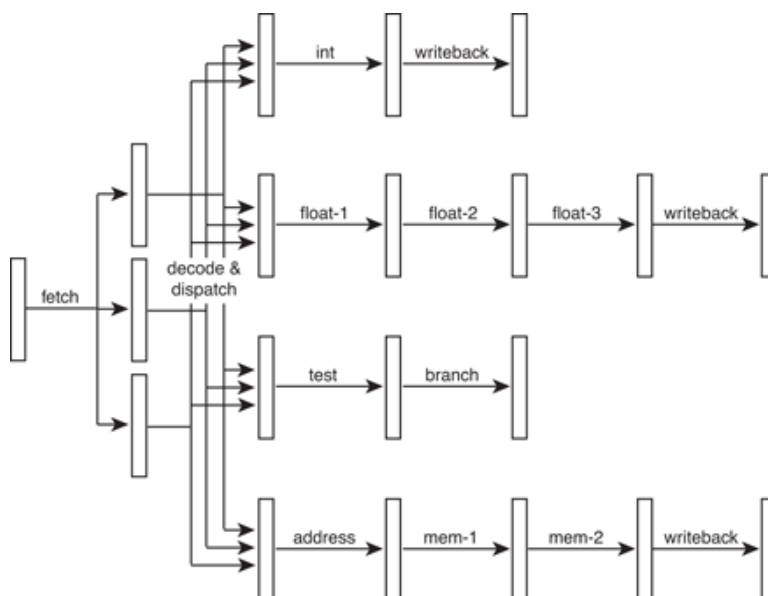 int
writeback
float-1
float-2
float-3
writeback
decode &
dispatch
fetch
test
branch
address
mem-1
mem-2
writeback